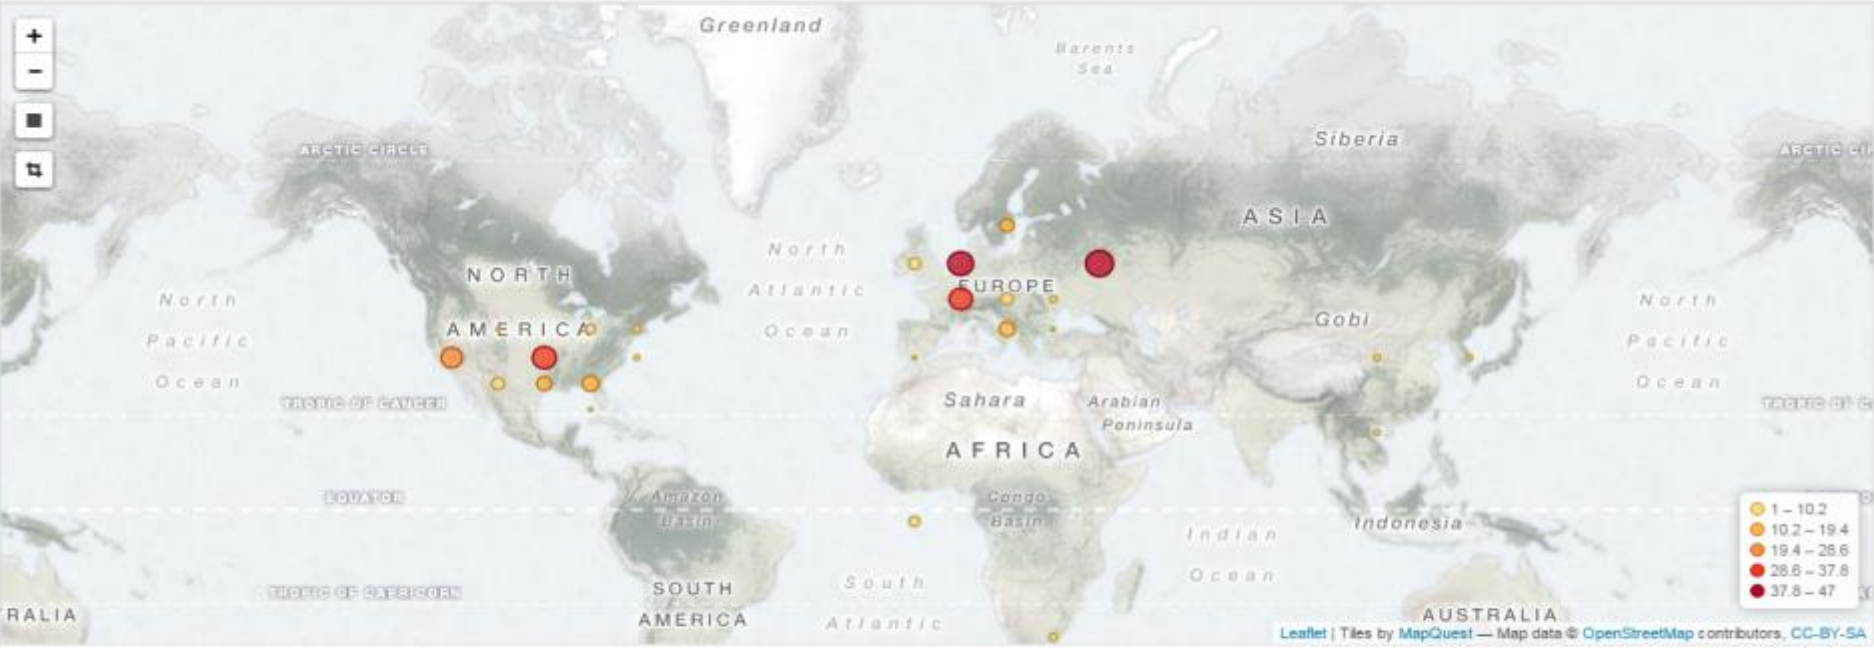 +
Greenland
Barents
Sea
−
ARCTIC CIRCLE
Siberia
ARCTIC CI
ASIA
North
Atlantic
Ocean
NORTH
AMERICA
EUROPE
North
Pacific
Ocean
Gobi
North
Pacific
Ocean
TROPIC OF CANCER
Sahara
Arabian
Peninsula
TROPIC OF C
AFRICA
EQUATOR
Amazon
Basin
Congo
Basin
Indian
Ocean
Indonesia
1 – 10.2
10.2 – 19.4
19.4 – 28.6
28.6 – 37.8
37.8 – 47
TROPIC OF CAPRICORN
SOUTH
AMERICA
South
Atlantic
RALIA
AUSTRALIA
Leaflet | Tiles by MapQuest — Map data © OpenStreetMap contributors, CC-BY-SA